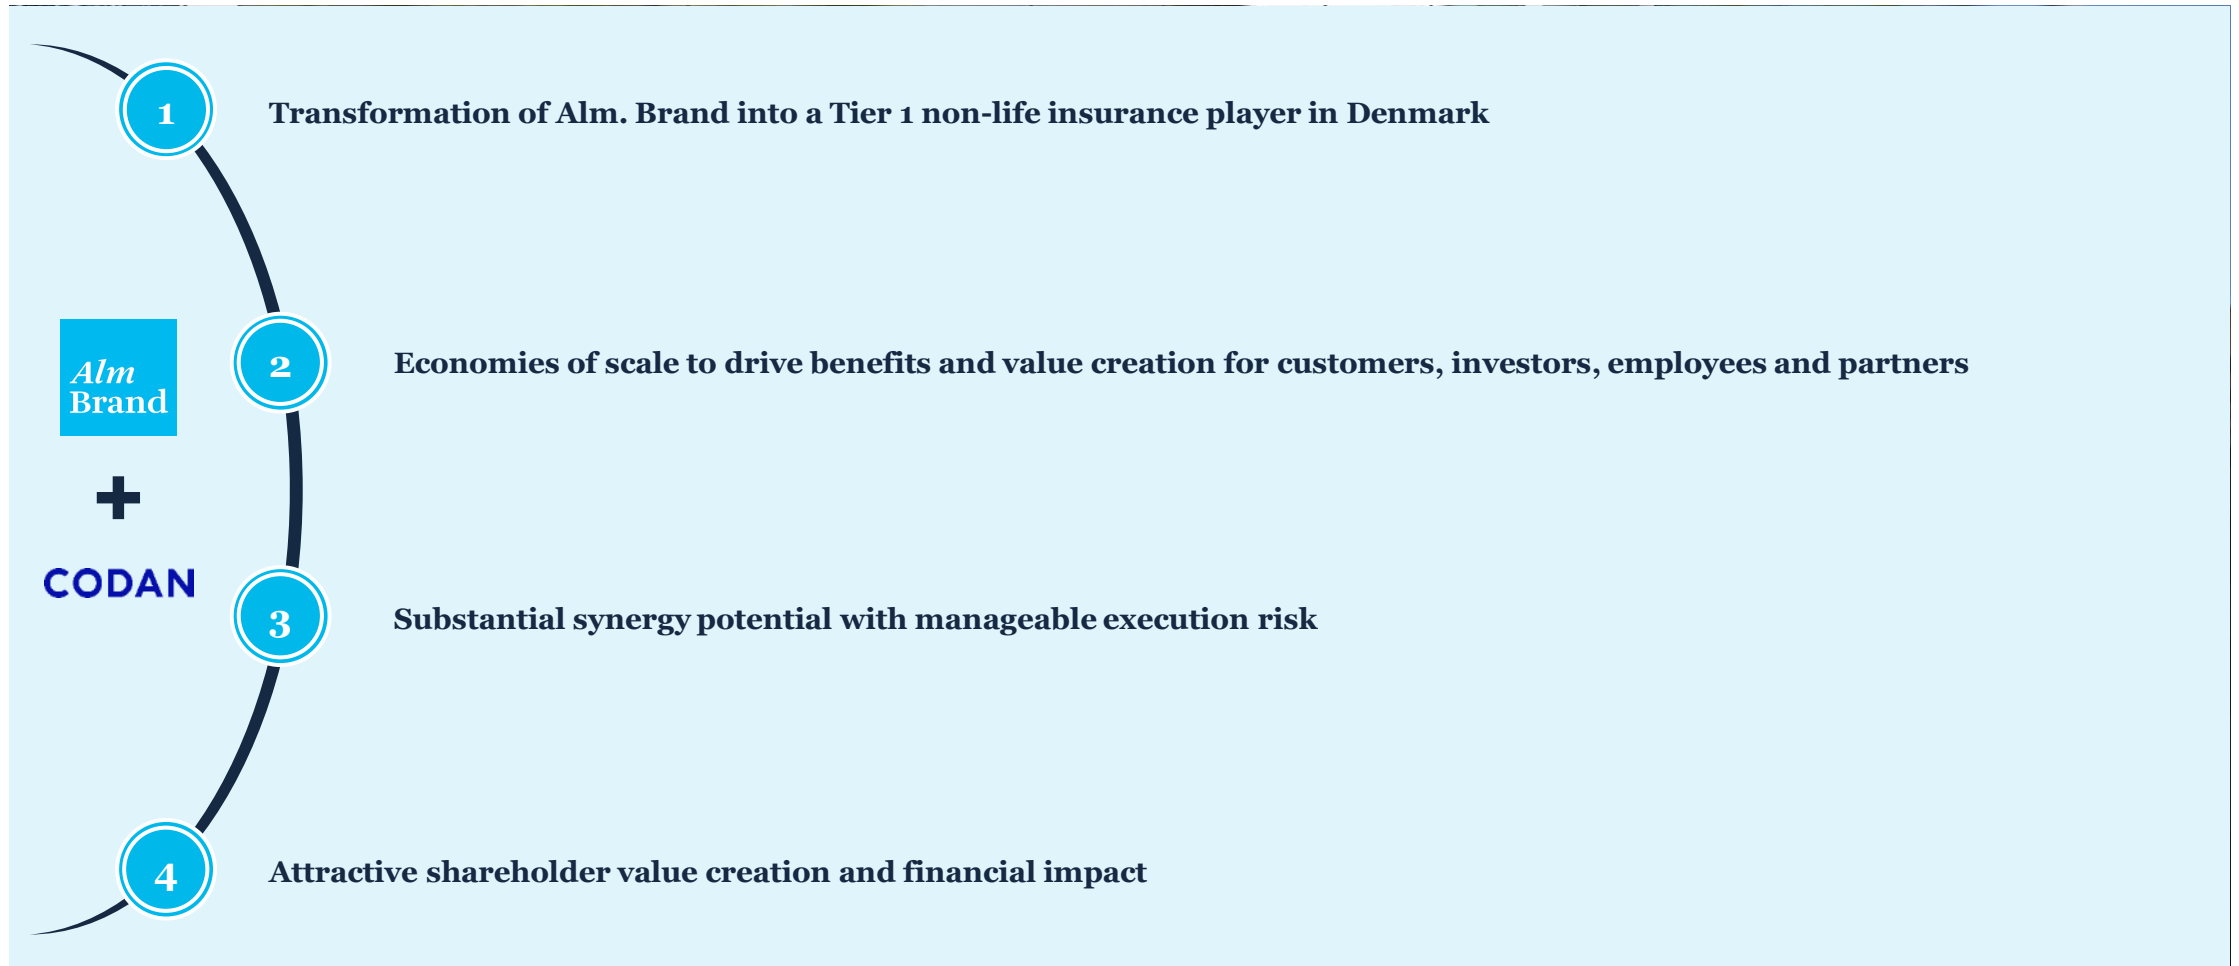 1
Transformation of Alm. Brand into a Tier 1 non-life insurance player in Denmark
2
Economies of scale to drive benefits and value creation for customers, investors, employees and partners
Alm
Brand
+
CODAN
3
Substantial synergy potential with manageable execution risk
4
Attractive shareholder value creation and financial impact